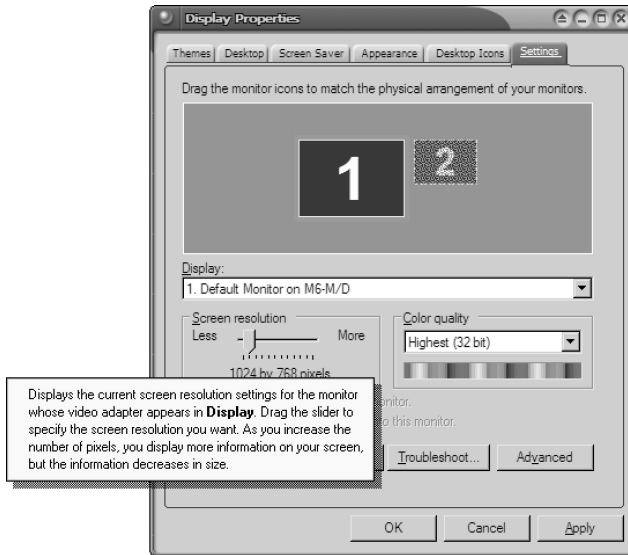 Display Properties
Themes Desktop Screen Saver Appearance Desktop Icons Settings
Drag the monitor icons to match the physical arrangement of your monitors.
1 2
Display:
1. Default Monitor on M6-M/D
Screen resolution
Less More
1024 by 768 pixels
Color quality
Highest (32 bit)
Displays the current screen resolution settings for the monitor
whose video adapter appears in Display. Drag the slider to
specify the screen resolution you want. As you increase the
number of pixels, you display more information on your screen,
but the information decreases in size.
monitor.
this monitor.
Troubleshoot... Advanced
OK Cancel Apply